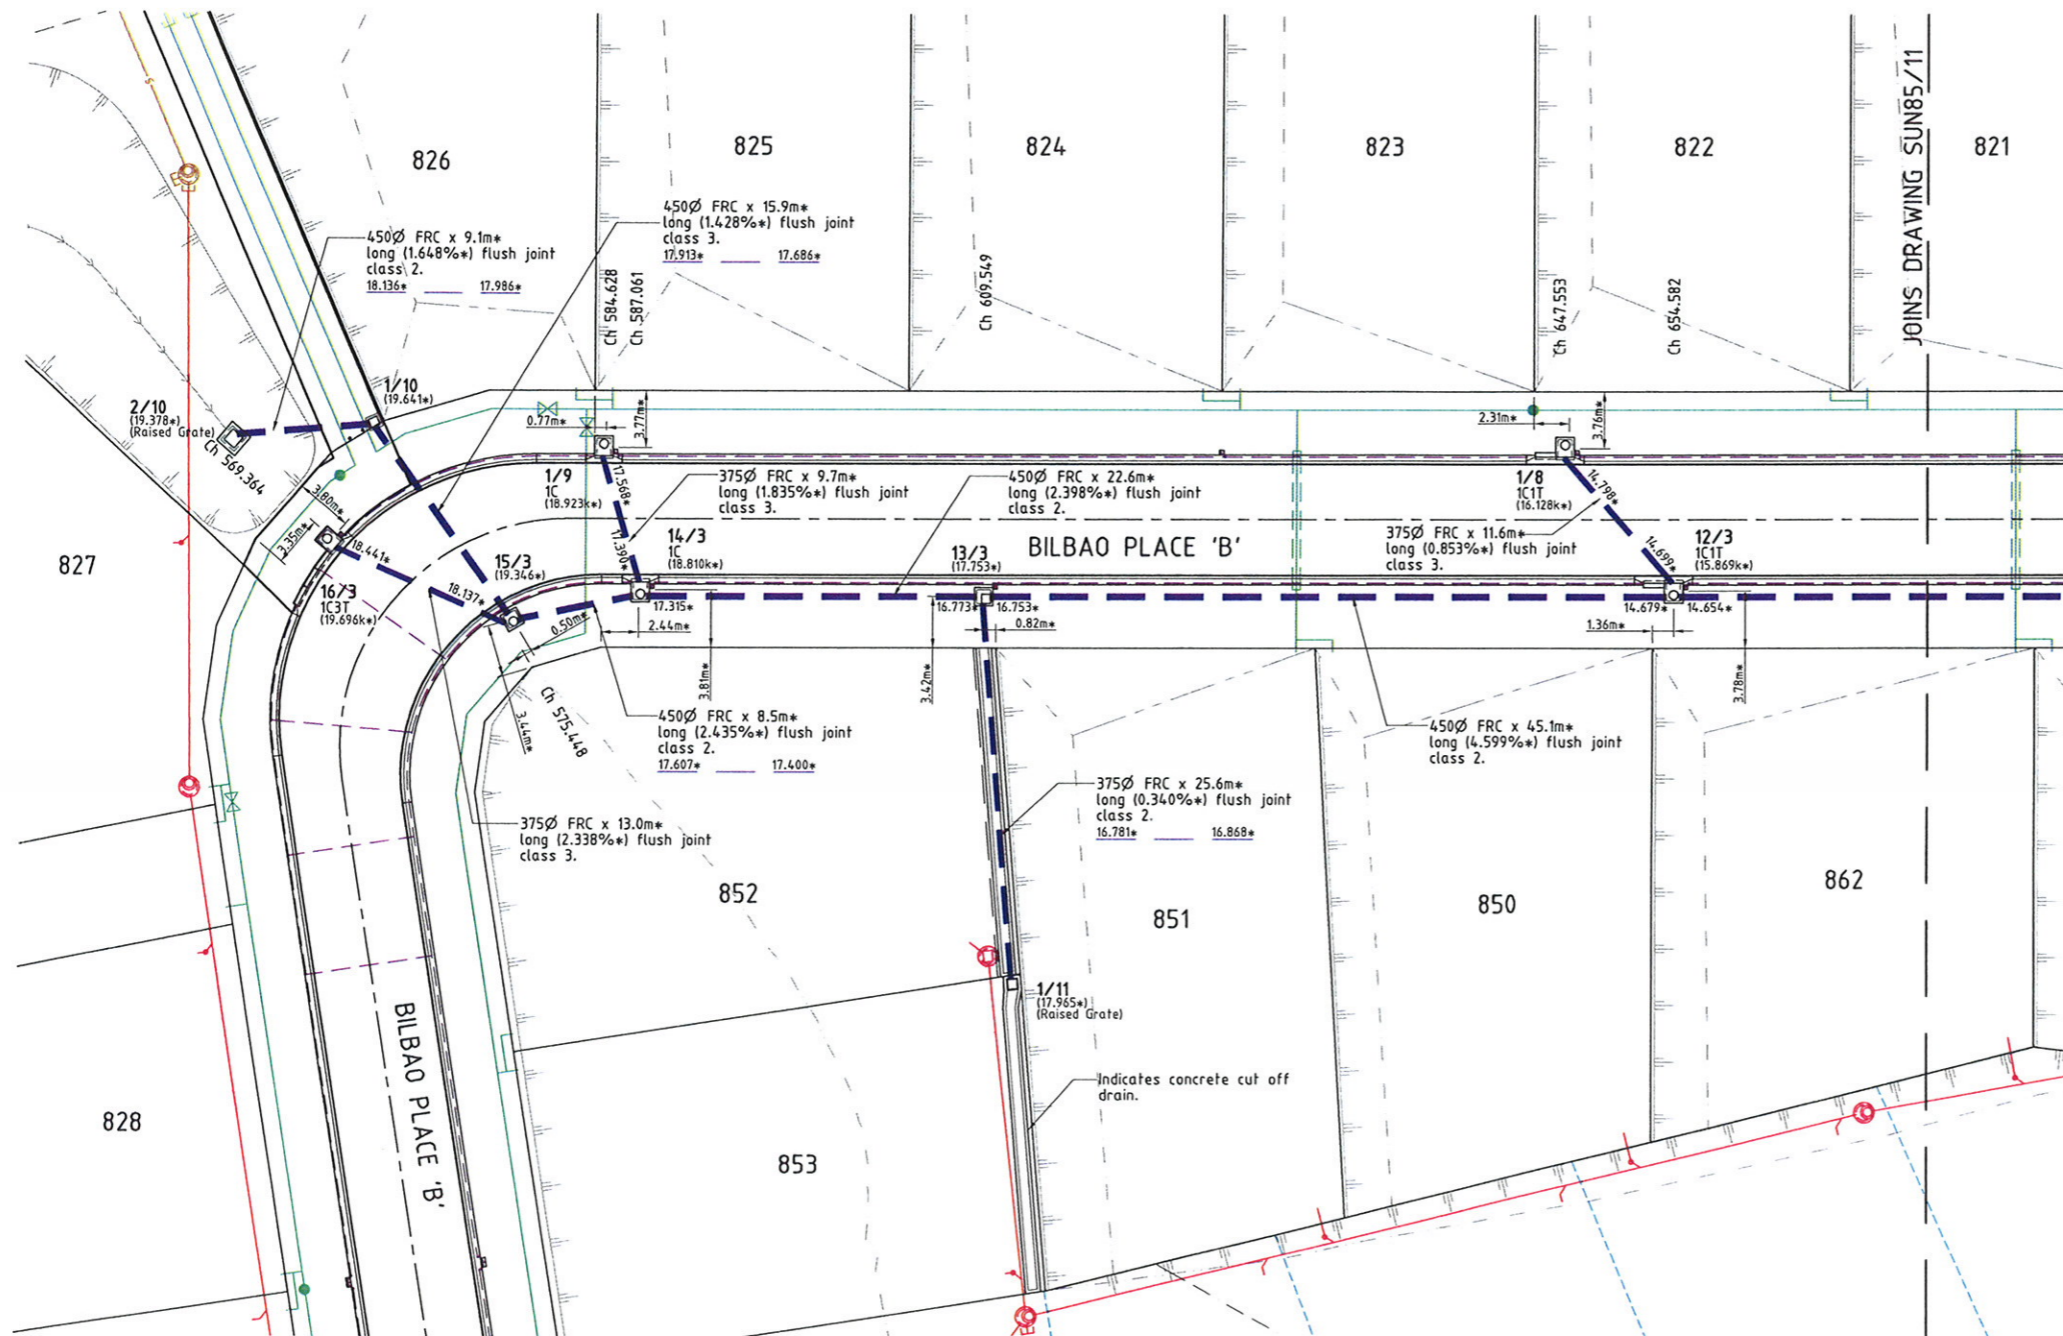 826
825
824
823
822
821
JOINS DRAWING SUN85/11
450Ø FRC x 9.1m*
long (1.648%*) flush joint
class 2.
18.136* 17.986*
450Ø FRC x 15.9m*
long (1.428%*) flush joint
class 3.
17.913* 17.686*
Ch 584.628
Ch 587.061
Ch 609.549
Ch 647.553
Ch 654.582
2/10
(19.378*)
(Raised Grate)
Ch 569.364
1/10
(19.641*)
0.77m*
3.77m*
2.31m*
3.76m*
1/9
1C
(18.923k*)
17.568*
17.390*
375Ø FRC x 9.7m*
long (1.835%*) flush joint
class 3.
450Ø FRC x 22.6m*
long (2.398%*) flush joint
class 2.
1/8
1C1T
(16.128k*)
14.798*
14.699*
375Ø FRC x 11.6m*
long (0.853%*) flush joint
class 3.
12/3
1C1T
(15.869k*)
3.80m*
3.35m*
18.441*
18.137*
15/3
(19.346*)
14/3
1C
(18.810k*)
13/3
(17.753*)
BILBAO PLACE 'B'
827
16/3
1C3T
(19.696k*)
0.50m*
17.315*
2.44m*
3.81m*
16.773*
16.753*
0.82m*
3.42m*
14.679*
14.654*
1.36m*
3.78m*
Ch 575.448
3.44m*
450Ø FRC x 8.5m*
long (2.435%*) flush joint
class 2.
17.607* 17.400*
450Ø FRC x 45.1m*
long (4.599%*) flush joint
class 2.
375Ø FRC x 25.6m*
long (0.340%*) flush joint
class 2.
16.781* 16.868*
375Ø FRC x 13.0m*
long (2.338%*) flush joint
class 3.
852
851
850
862
1/11
(17.965*)
(Raised Grate)
BILBAO PLACE 'B'
Indicates concrete cut off
drain.
828
853